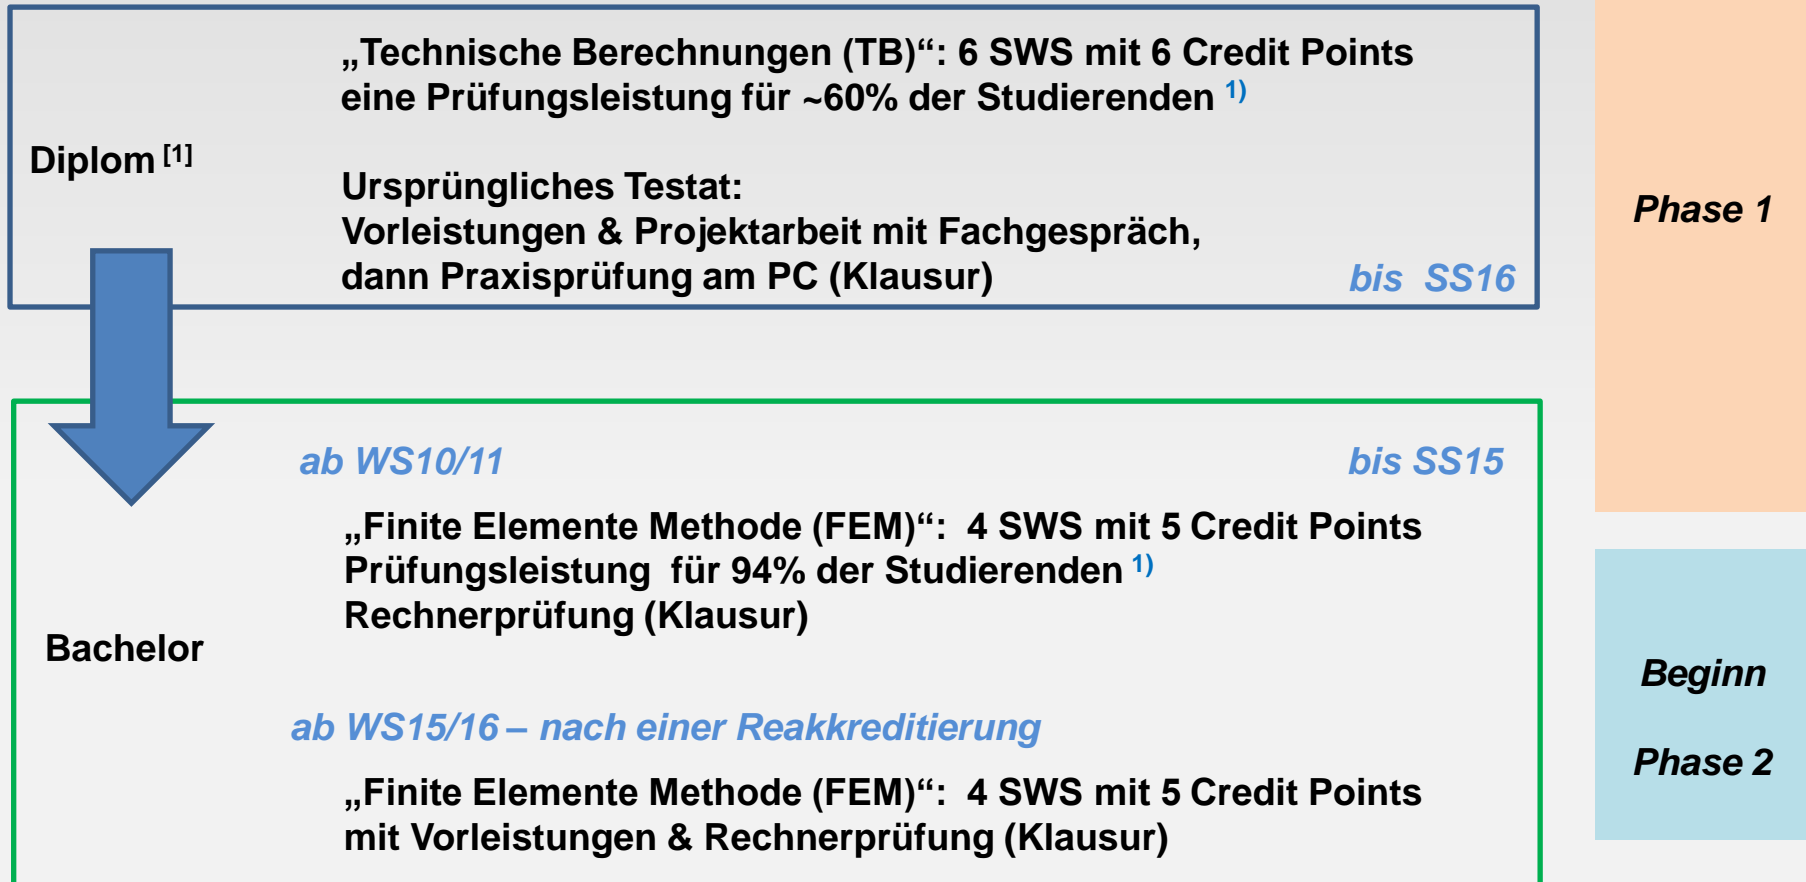 „Technische Berechnungen (TB)“: 6 SWS mit 6 Credit Points
eine Prüfungsleistung für ~60% der Studierenden 1)
Diplom [1]
Ursprüngliches Testat:
Vorleistungen & Projektarbeit mit Fachgespräch,
dann Praxisprüfung am PC (Klausur)
bis SS16
Phase 1
ab WS10/11
bis SS15
„Finite Elemente Methode (FEM)“: 4 SWS mit 5 Credit Points
Prüfungsleistung für 94% der Studierenden 1)
Rechnerprüfung (Klausur)
Bachelor
ab WS15/16 – nach einer Reakkreditierung
„Finite Elemente Methode (FEM)“: 4 SWS mit 5 Credit Points
mit Vorleistungen & Rechnerprüfung (Klausur)
Beginn
Phase 2